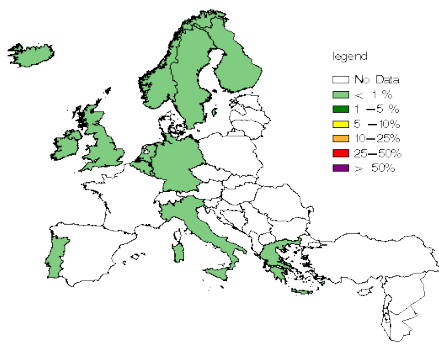 legend
No Data
< 1 %
1 –5 %
5 –10%
10–25%
25–50%
> 50%